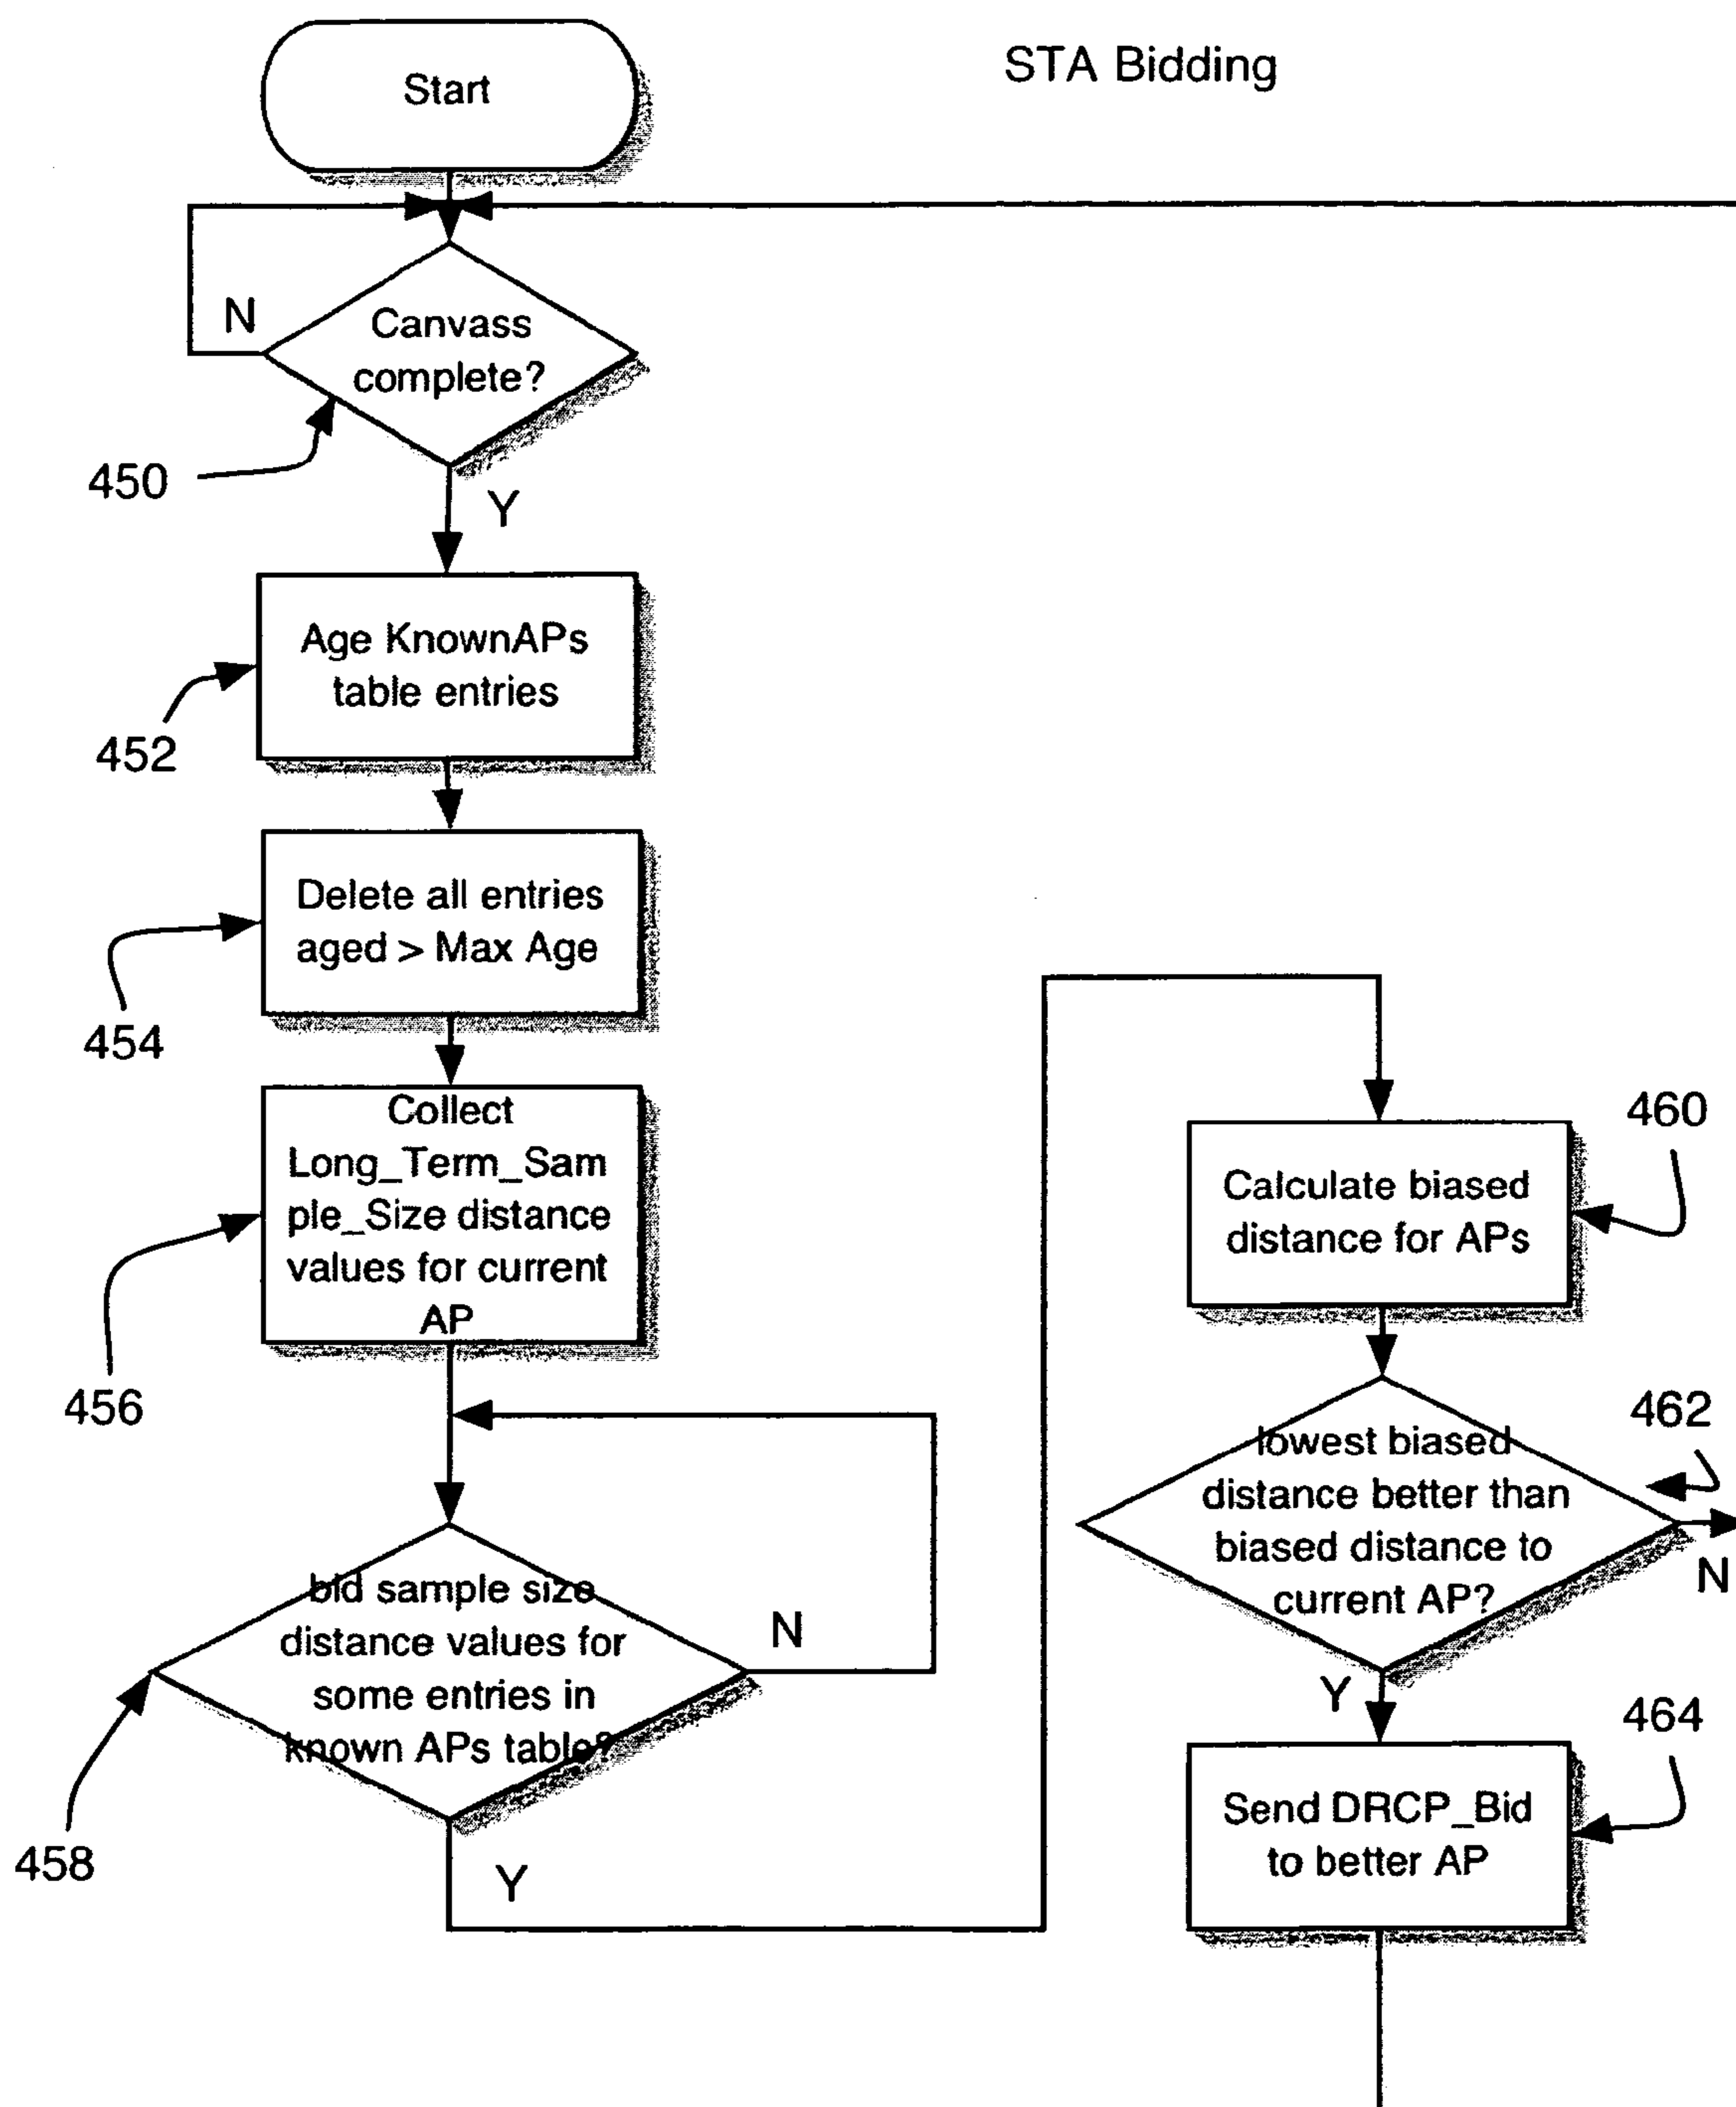 STA Bidding
Start
N
Canvass
complete?
450
Y
Age KnownAPs
table entries
452
Delete all entries
aged > Max Age
454
Collect
Long_Term_Sam
ple_Size distance
values for current
AP
456
bid sample size
distance values for
some entries in
known APs table?
N
458
Y
460
Calculate biased
distance for APs
462
lowest biased
distance better than
biased distance to
current AP?
N
Y
464
Send DRCP_Bid
to better AP